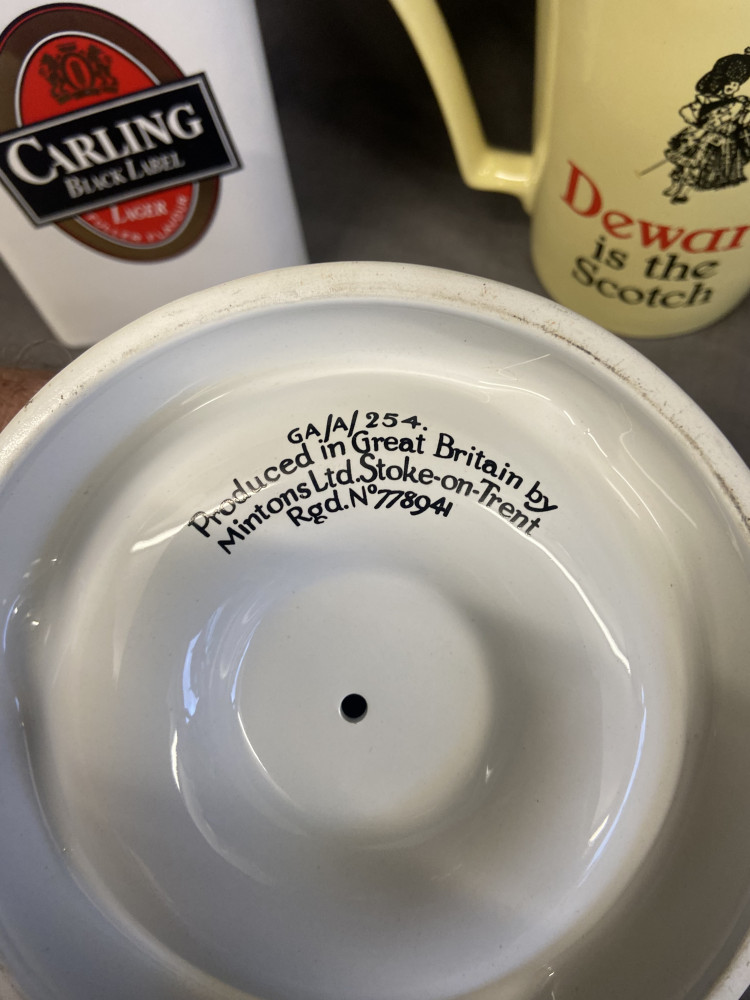 CARLING
BLACK LABEL
LAGER
Dewar
is the
Scotch
GA/A/254.
Produced in Great Britain by
Mintons Ltd. Stoke-on-Trent
Rgd. Nº 778941